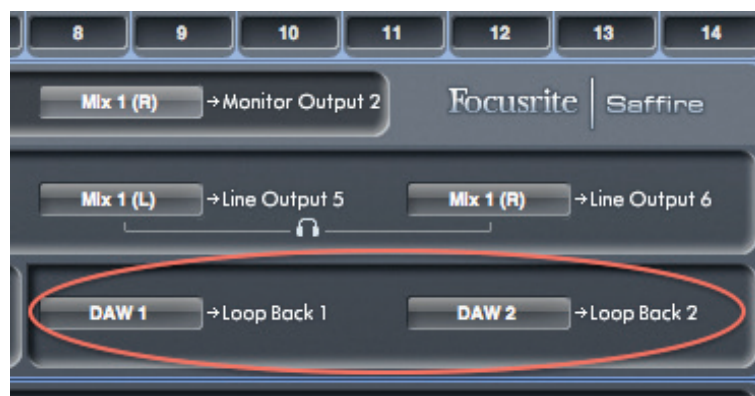 8 9 10 11 12 13 14
Mix 1 (R) →Monitor Output 2 Focusrite Saffire
Mix 1 (L) →Line Output 5 Mix 1 (R) →Line Output 6
DAW 1 →Loop Back 1 DAW 2 →Loop Back 2